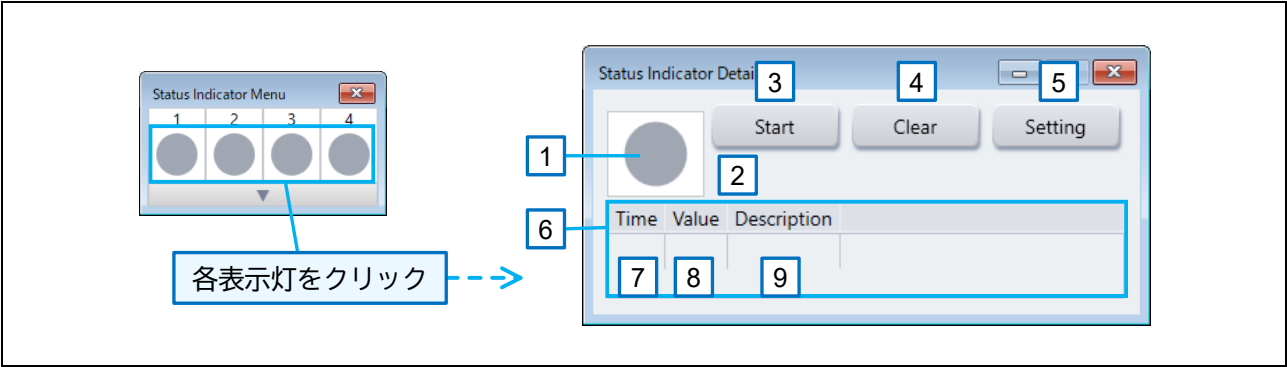 Status Indicator Menu
1 2 3 4
▼
各表示灯をクリック
Status Indicator Detai
3 4 5
Start Clear Setting
1
2
6
Time Value Description
7 8 9